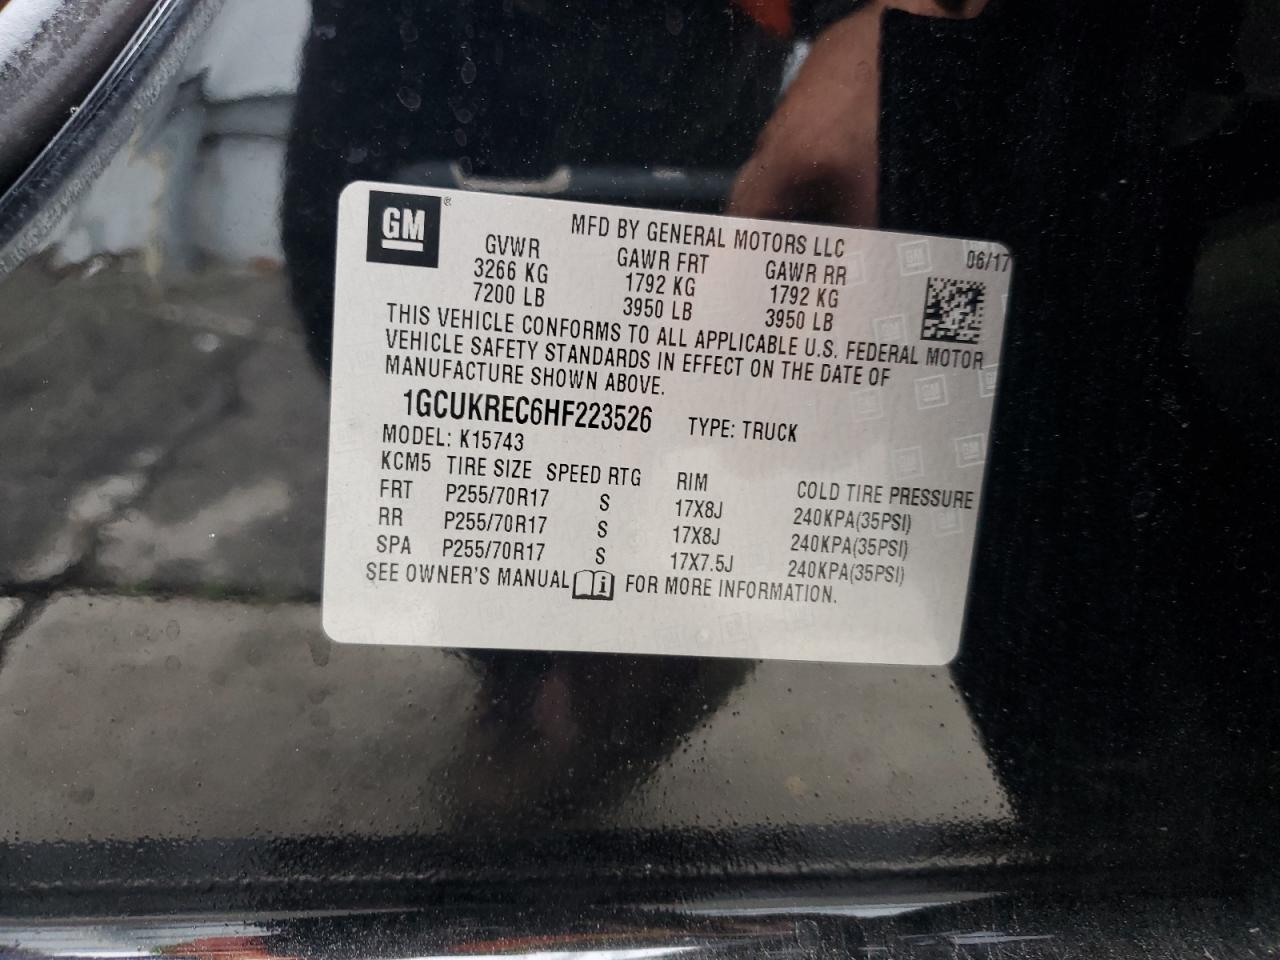 GM®
MFD BY GENERAL MOTORS LLC
06/17
GVWR GAWR FRT GAWR RR
3266 KG 1792 KG 1792 KG
7200 LB 3950 LB 3950 LB
THIS VEHICLE CONFORMS TO ALL APPLICABLE U.S. FEDERAL MOTOR
VEHICLE SAFETY STANDARDS IN EFFECT ON THE DATE OF
MANUFACTURE SHOWN ABOVE.
1GCUKREC6HF223526 TYPE: TRUCK
MODEL: K15743
KCM5 TIRE SIZE SPEED RTG RIM COLD TIRE PRESSURE
FRT P255/70R17 S 17X8J 240KPA(35PSI)
RR P255/70R17 S 17X8J 240KPA(35PSI)
SPA P255/70R17 S 17X7.5J 240KPA(35PSI)
SEE OWNER'S MANUAL FOR MORE INFORMATION.